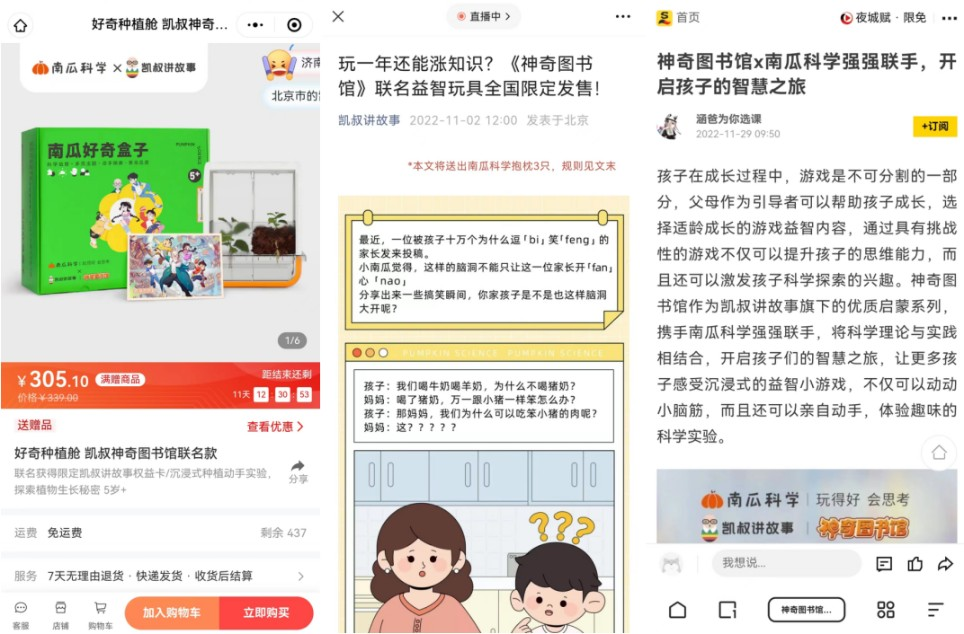 好奇种植舱 凯叔神奇...
南瓜科学 × 凯叔讲故事
济南
北京市的
南瓜好奇盒子
5+
1/6
¥305.10 满赠商品
价格¥339.00
距结束还剩
11天 12:30:53
送赠品
查看优惠 >
好奇种植舱 凯叔神奇图书馆联名款
联名获得限定凯叔讲故事权益卡/沉浸式种植动手实验，
探索植物生长秘密 5岁+
分享
运费 免运费
剩余 437
服务 7天无理由退货 · 快递发货 · 收货后结算 >
客服
店铺
购物车
加入购物车
立即购买
直播中 >
玩一年还能涨知识？《神奇图书
馆》联名益智玩具全国限定发售！
凯叔讲故事 2022-11-02 12:00 发表于北京
*本文将送出南瓜科学抱枕3只，规则见文末
最近，一位被孩子十万个为什么逗「bi」笑「feng」的
家长发来投稿。
小南瓜觉得，这样的脑洞不能只让这一位家长开「fan」
心「nao」
分享出来一些搞笑瞬间，你家孩子是不是也这样脑洞
大开呢？
PUMPKIN SCIENCE PUMPKIN SCIENCE
孩子：我们喝牛奶喝羊奶，为什么不喝猪奶？
妈妈：喝了猪奶，万一跟小猪一样笨怎么办？
孩子：那妈妈，我们为什么可以吃笨小猪的肉呢？
妈妈：这？？？？？
???
首页
夜城赋 · 限免
神奇图书馆x南瓜科学强强联手，开
启孩子的智慧之旅
涵爸为你选课
2022-11-29 09:50
+订阅
孩子在成长过程中，游戏是不可分割的一部
分，父母作为引导者可以帮助孩子成长，选
择适龄成长的游戏益智内容，通过具有挑战
性的游戏不仅可以提升孩子的思维能力，而
且还可以激发孩子科学探索的兴趣。神奇图
书馆作为凯叔讲故事旗下的优质启蒙系列，
携手南瓜科学强强联手，将科学理论与实践
相结合，开启孩子们的智慧之旅，让更多孩
子感受沉浸式的益智小游戏，不仅可以动动
小脑筋，而且还可以亲自动手，体验趣味的
科学实验。
南瓜科学 | 玩得好 会思考
凯叔讲故事 神奇图书馆
我想说...
神奇图书馆...